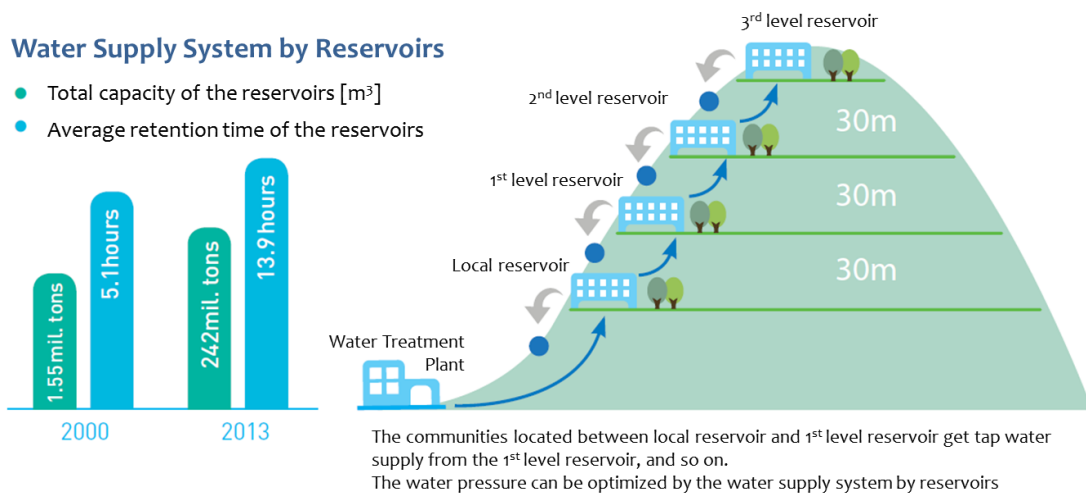 Water Supply System by Reservoirs
Total capacity of the reservoirs [m³]
Average retention time of the reservoirs
1.55mil. tons
5.1hours
242mil. tons
13.9hours
2000
2013
3rd level reservoir
2nd level reservoir
30m
1st level reservoir
30m
Local reservoir
30m
Water Treatment
Plant
The communities located between local reservoir and 1st level reservoir get tap water
supply from the 1st level reservoir, and so on.
The water pressure can be optimized by the water supply system by reservoirs